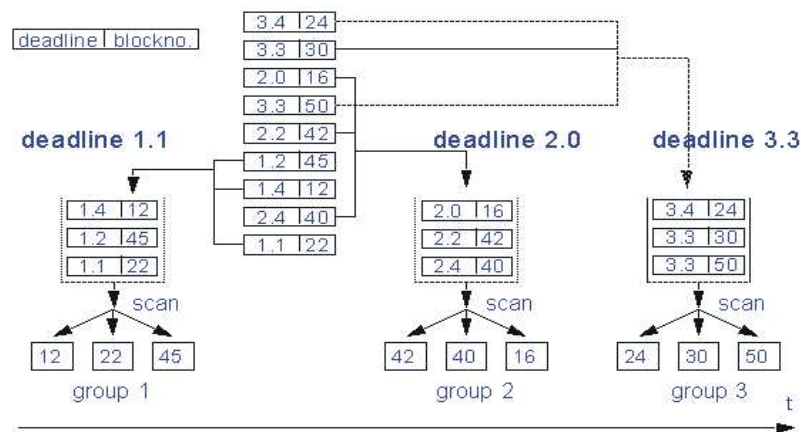 deadline blockno.
3.4 24
3.3 30
2.0 16
3.3 50
2.2 42
1.2 45
1.4 12
2.4 40
1.1 22
deadline 1.1
deadline 2.0
deadline 3.3
1.4 12
1.2 45
1.1 22
2.0 16
2.2 42
2.4 40
3.4 24
3.3 30
3.3 50
scan
scan
scan
12 22 45
42 40 16
24 30 50
group 1
group 2
group 3
t